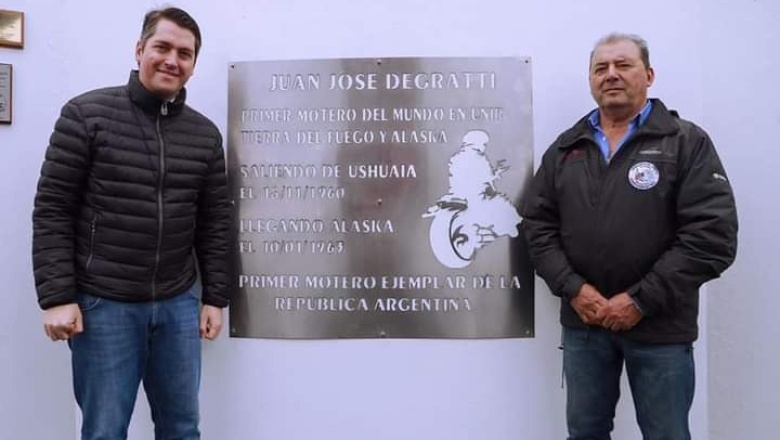 JUAN JOSE DEGRATTI
PRIMER MOTERO DEL MUNDO EN UNIR
TIERRA DEL FUEGO Y ALASKA
SALIENDO DE USHUAIA
EL 15/11/1960
LLEGANDO ALASKA
EL 10/01/1965
PRIMER MOTERO EJEMPLAR DE LA
REPUBLICA ARGENTINA